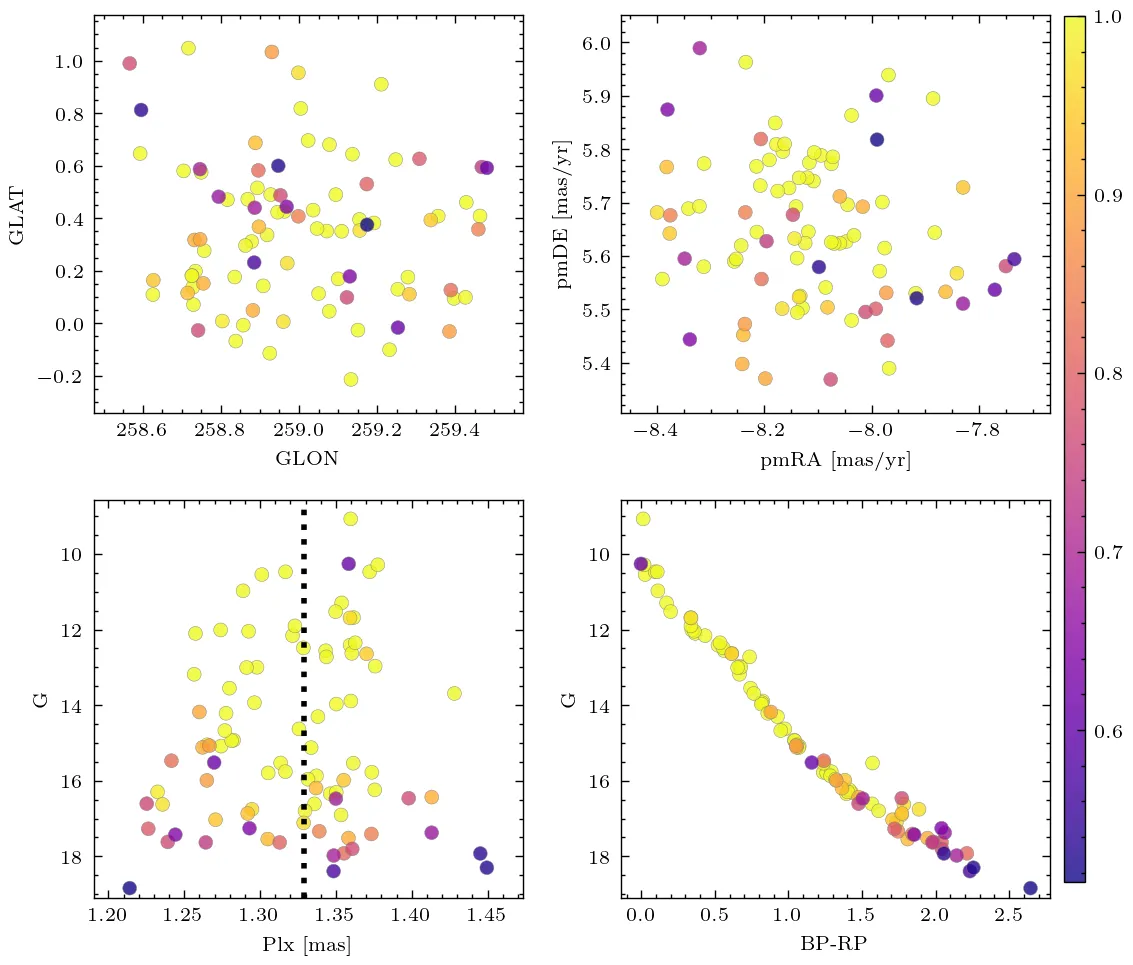 1.0
0.8
0.6
0.4
0.2
0.0
−0.2
GLAT
258.6 258.8 259.0 259.2 259.4
GLON
6.0
5.9
5.8
5.7
5.6
5.5
5.4
pmDE [mas/yr]
−8.4 −8.2 −8.0 −7.8
pmRA [mas/yr]
1.0
0.9
0.8
0.7
0.6
10
12
14
16
18
G
1.20 1.25 1.30 1.35 1.40 1.45
Plx [mas]
10
12
14
16
18
G
0.0 0.5 1.0 1.5 2.0 2.5
BP-RP